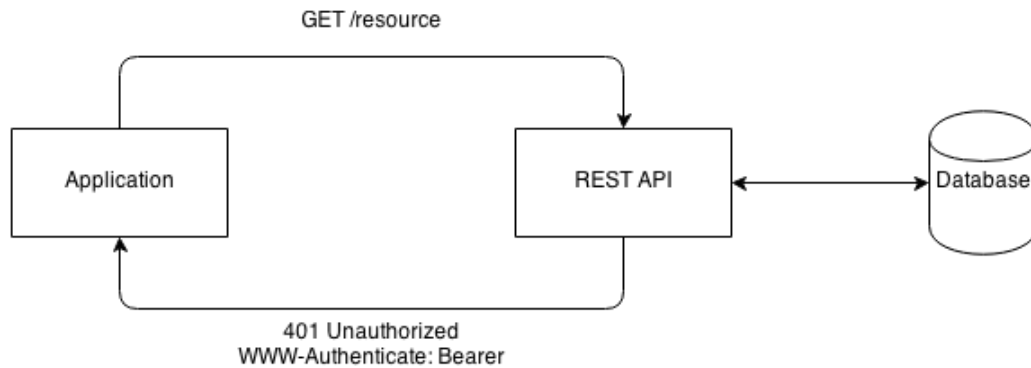 GET /resource
Application
REST API
Database
401 Unauthorized
WWW-Authenticate: Bearer